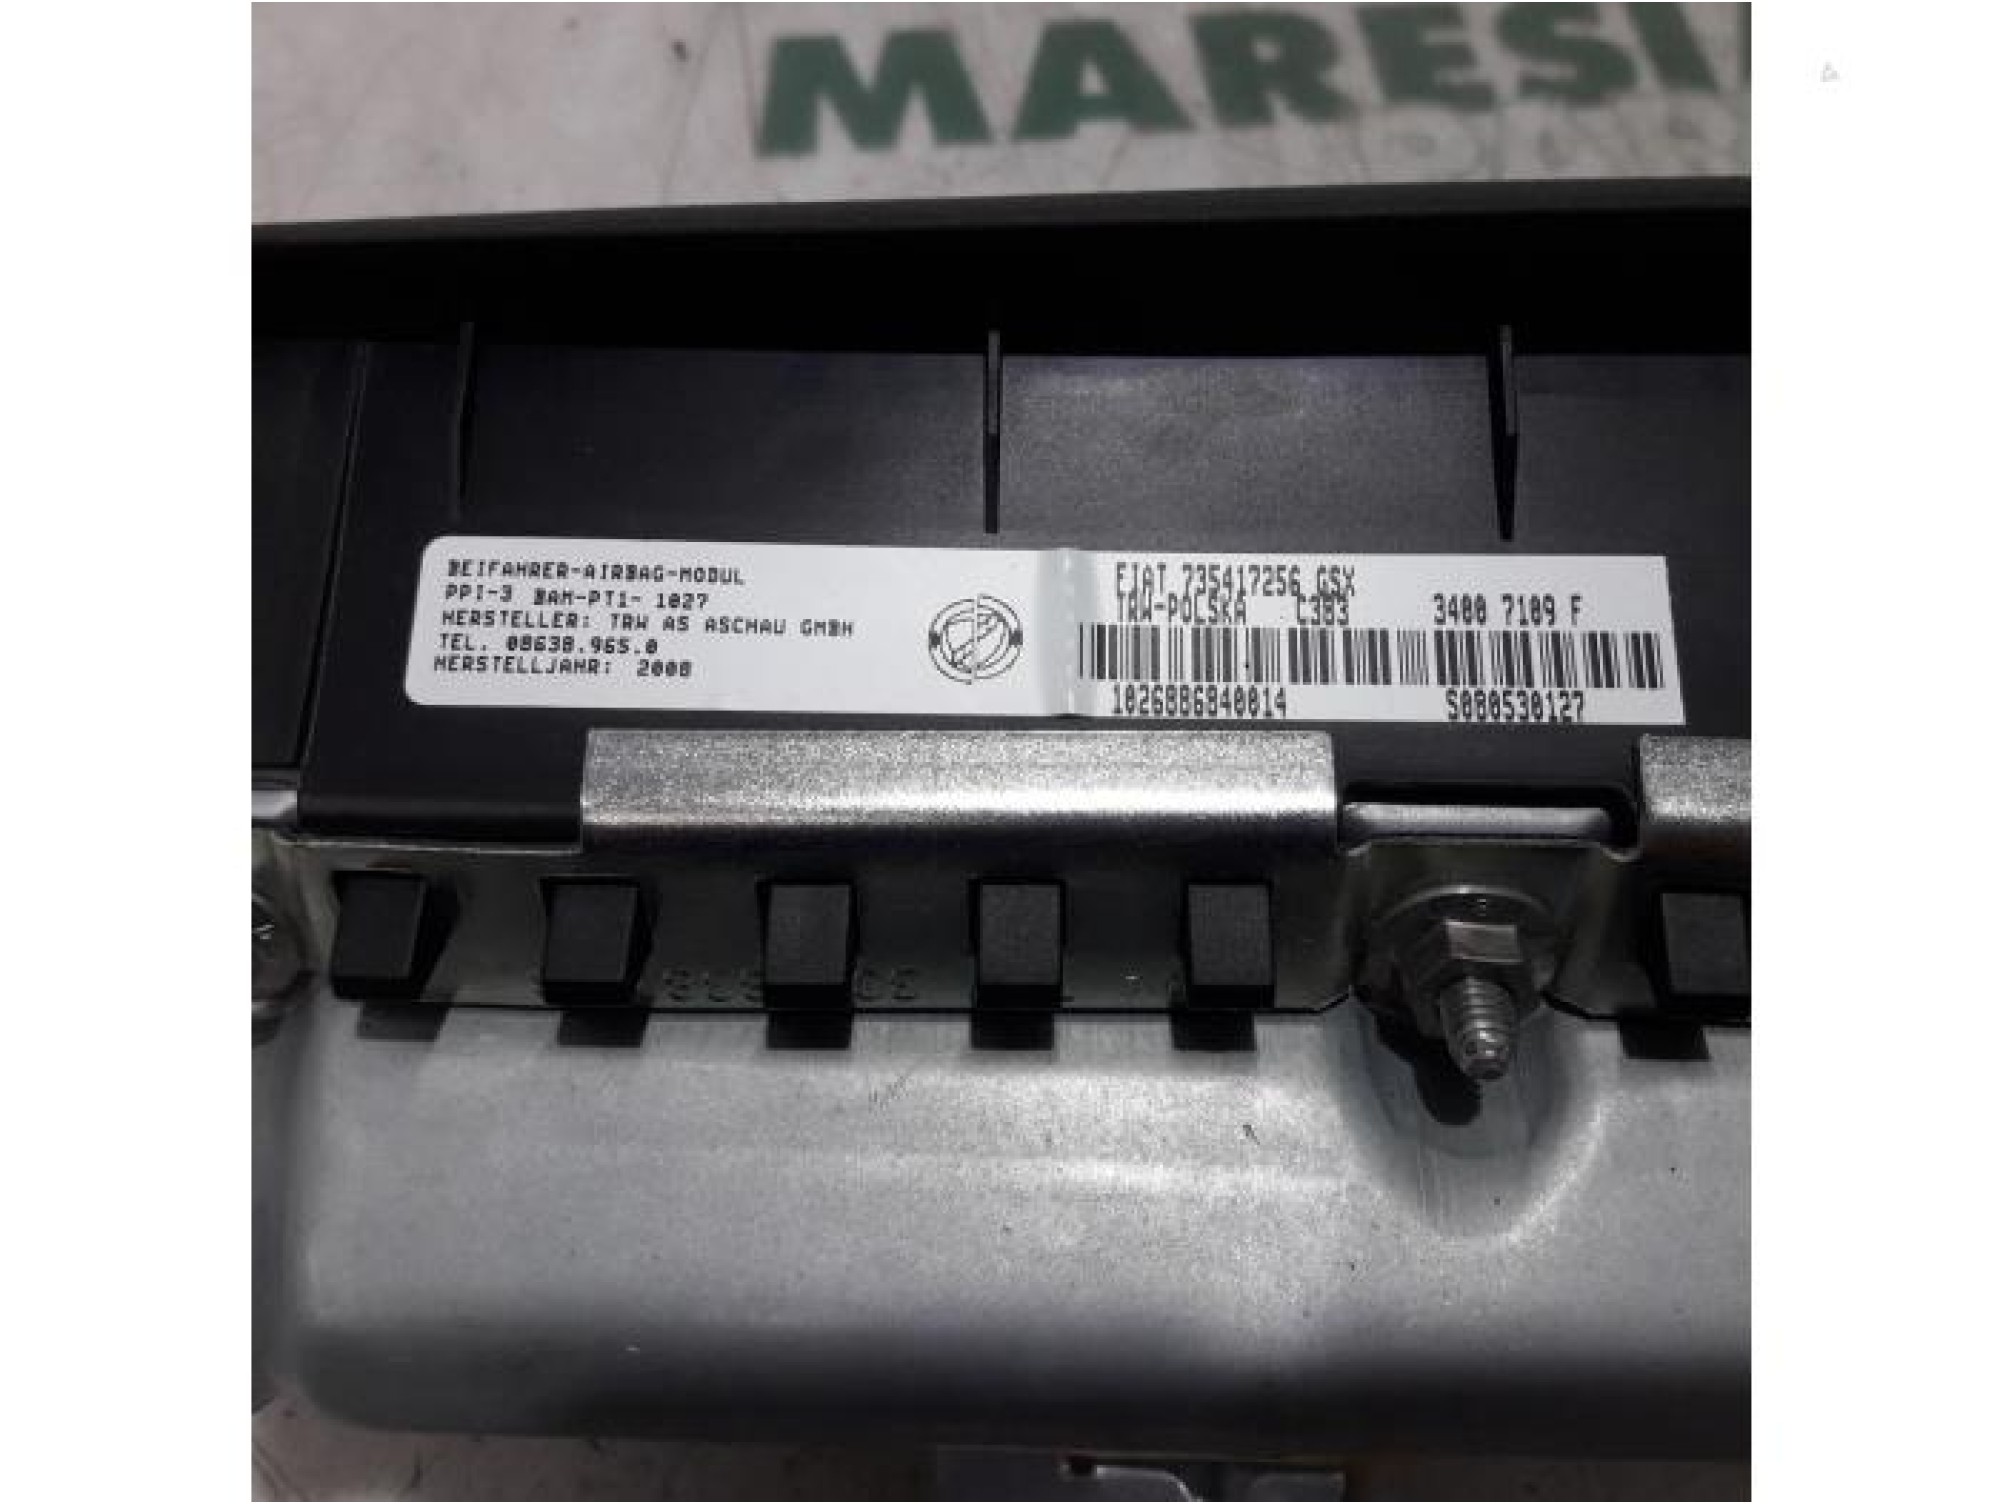 MARESIA
BEIFAHRER-AIRBAG-MODUL
PPI-3 BAM-PT1- 1027
HERSTELLER: TRW AS ASCHAU GMBH
TEL. 08638.965.0
HERSTELLJAHR: 2008
FIAT 735417256 GSX
TRW-POLSKA C383 3400 7109 F
1026886840014 S080530127